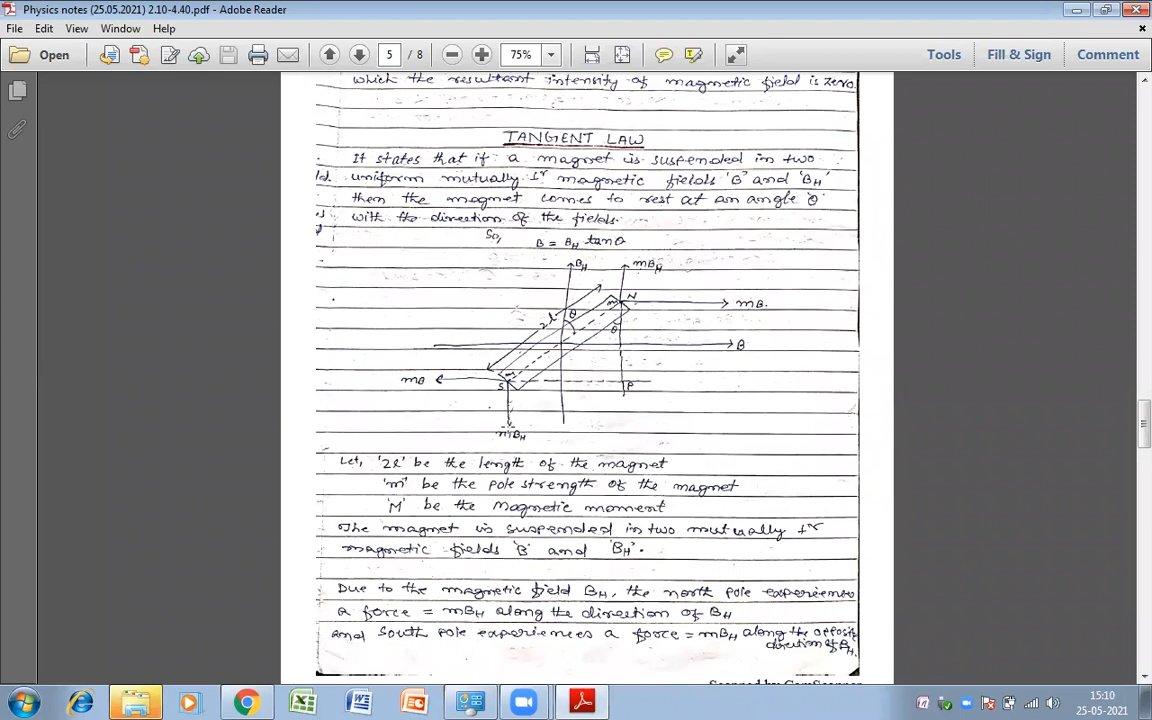 Physics notes (25.05.2021) 2.10-4.40.pdf - Adobe Reader
File Edit View Window Help
Open 5 / 8 75% Tools Fill & Sign Comment
which the resultant intensity of magnetic field is zero.
TANGENT LAW
It states that if a magnet is suspended in two
uniform mutually ⊥r magnetic fields 'B' and 'BH'
then the magnet comes to rest at an angle 'θ'
with the direction of the fields.
So, B = BH tanθ
BH mBH
N
m mB.
θ
2l
θ
B
mB
m
S P
mBH
Let, '2l' be the length of the magnet
'm' be the pole strength of the magnet
'M' be the magnetic moment
The magnet is suspended in two mutually ⊥r
magnetic fields 'B' and 'BH'.
Due to the magnetic field BH, the north pole experiences
a force = mBH along the direction of BH
and South pole experiences a force = mBH along the opposite
direction of BH.
15:10
25-05-2021